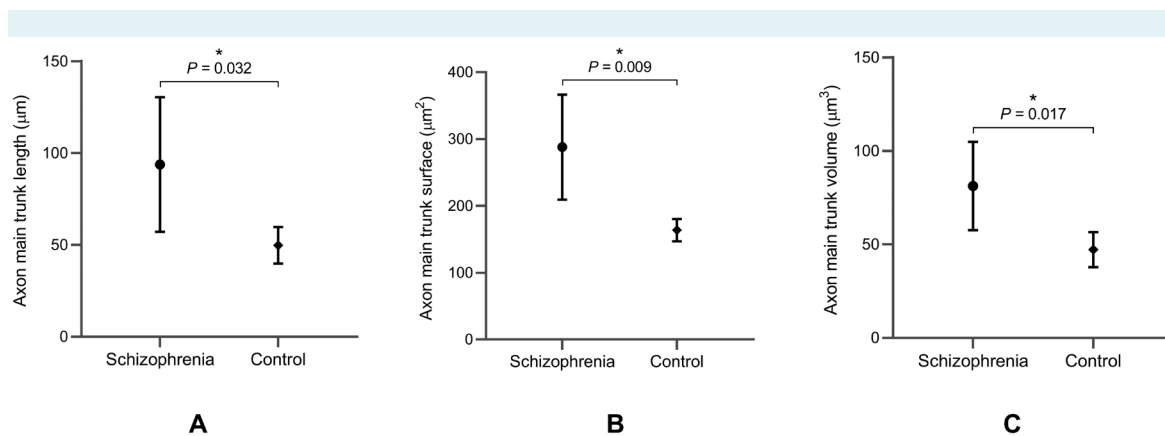 Axon main trunk length (μm)
150
100
50
0
*
P = 0.032
Schizophrenia
Control
A
Axon main trunk surface (μm²)
400
300
200
100
0
*
P = 0.009
Schizophrenia
Control
B
Axon main trunk volume (μm³)
150
100
50
0
*
P = 0.017
Schizophrenia
Control
C